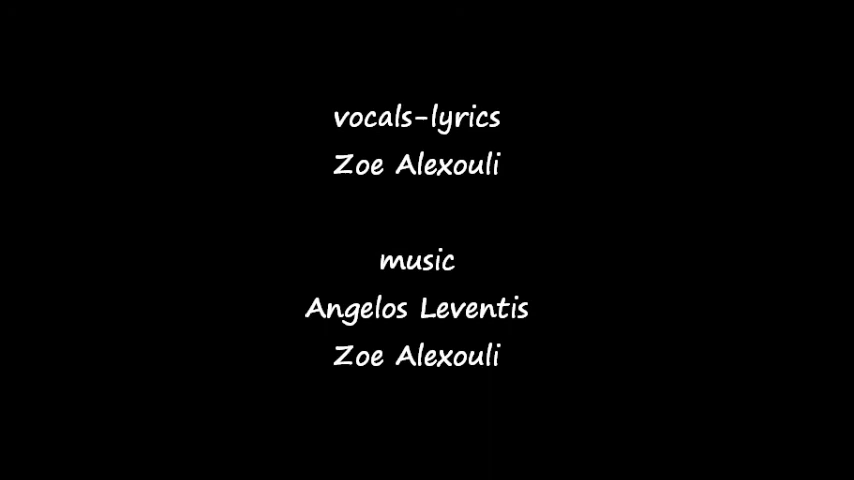 vocals-lyrics
Zoe Alexouli
music
Angelos Leventis
Zoe Alexouli